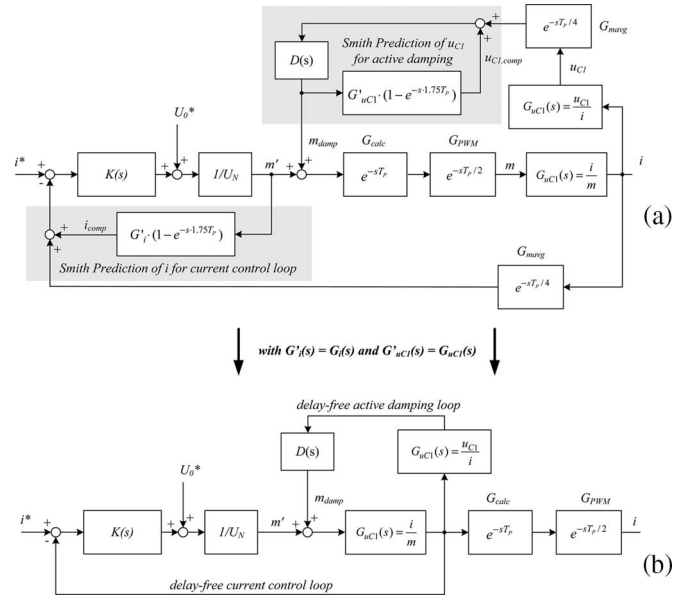 Smith Prediction of u_C1
for active damping
D(s)
u_C1,comp
G'_uC1·(1−e^−s·1.75T_P)
e^−sT_P/4
G_mavg
u_C1
G_uC1(s) = u_C1/i
U_0*
m_damp
G_calc
G_PWM
i*
K(s)
1/U_N
m'
e^−sT_P
e^−sT_P/2
m
G_uC1(s) = i/m
i
(a)
i_comp
G'_i·(1−e^−s·1.75T_P)
Smith Prediction of i for current control loop
G_mavg
e^−sT_P/4
with G'_i(s) = G_i(s) and G'_uC1(s) = G_uC1(s)
delay-free active damping loop
D(s)
G_uC1(s) = u_C1/i
U_0*
m_damp
G_calc
G_PWM
i*
K(s)
1/U_N
m'
G_uC1(s) = i/m
e^−sT_P
e^−sT_P/2
i
(b)
delay-free current control loop